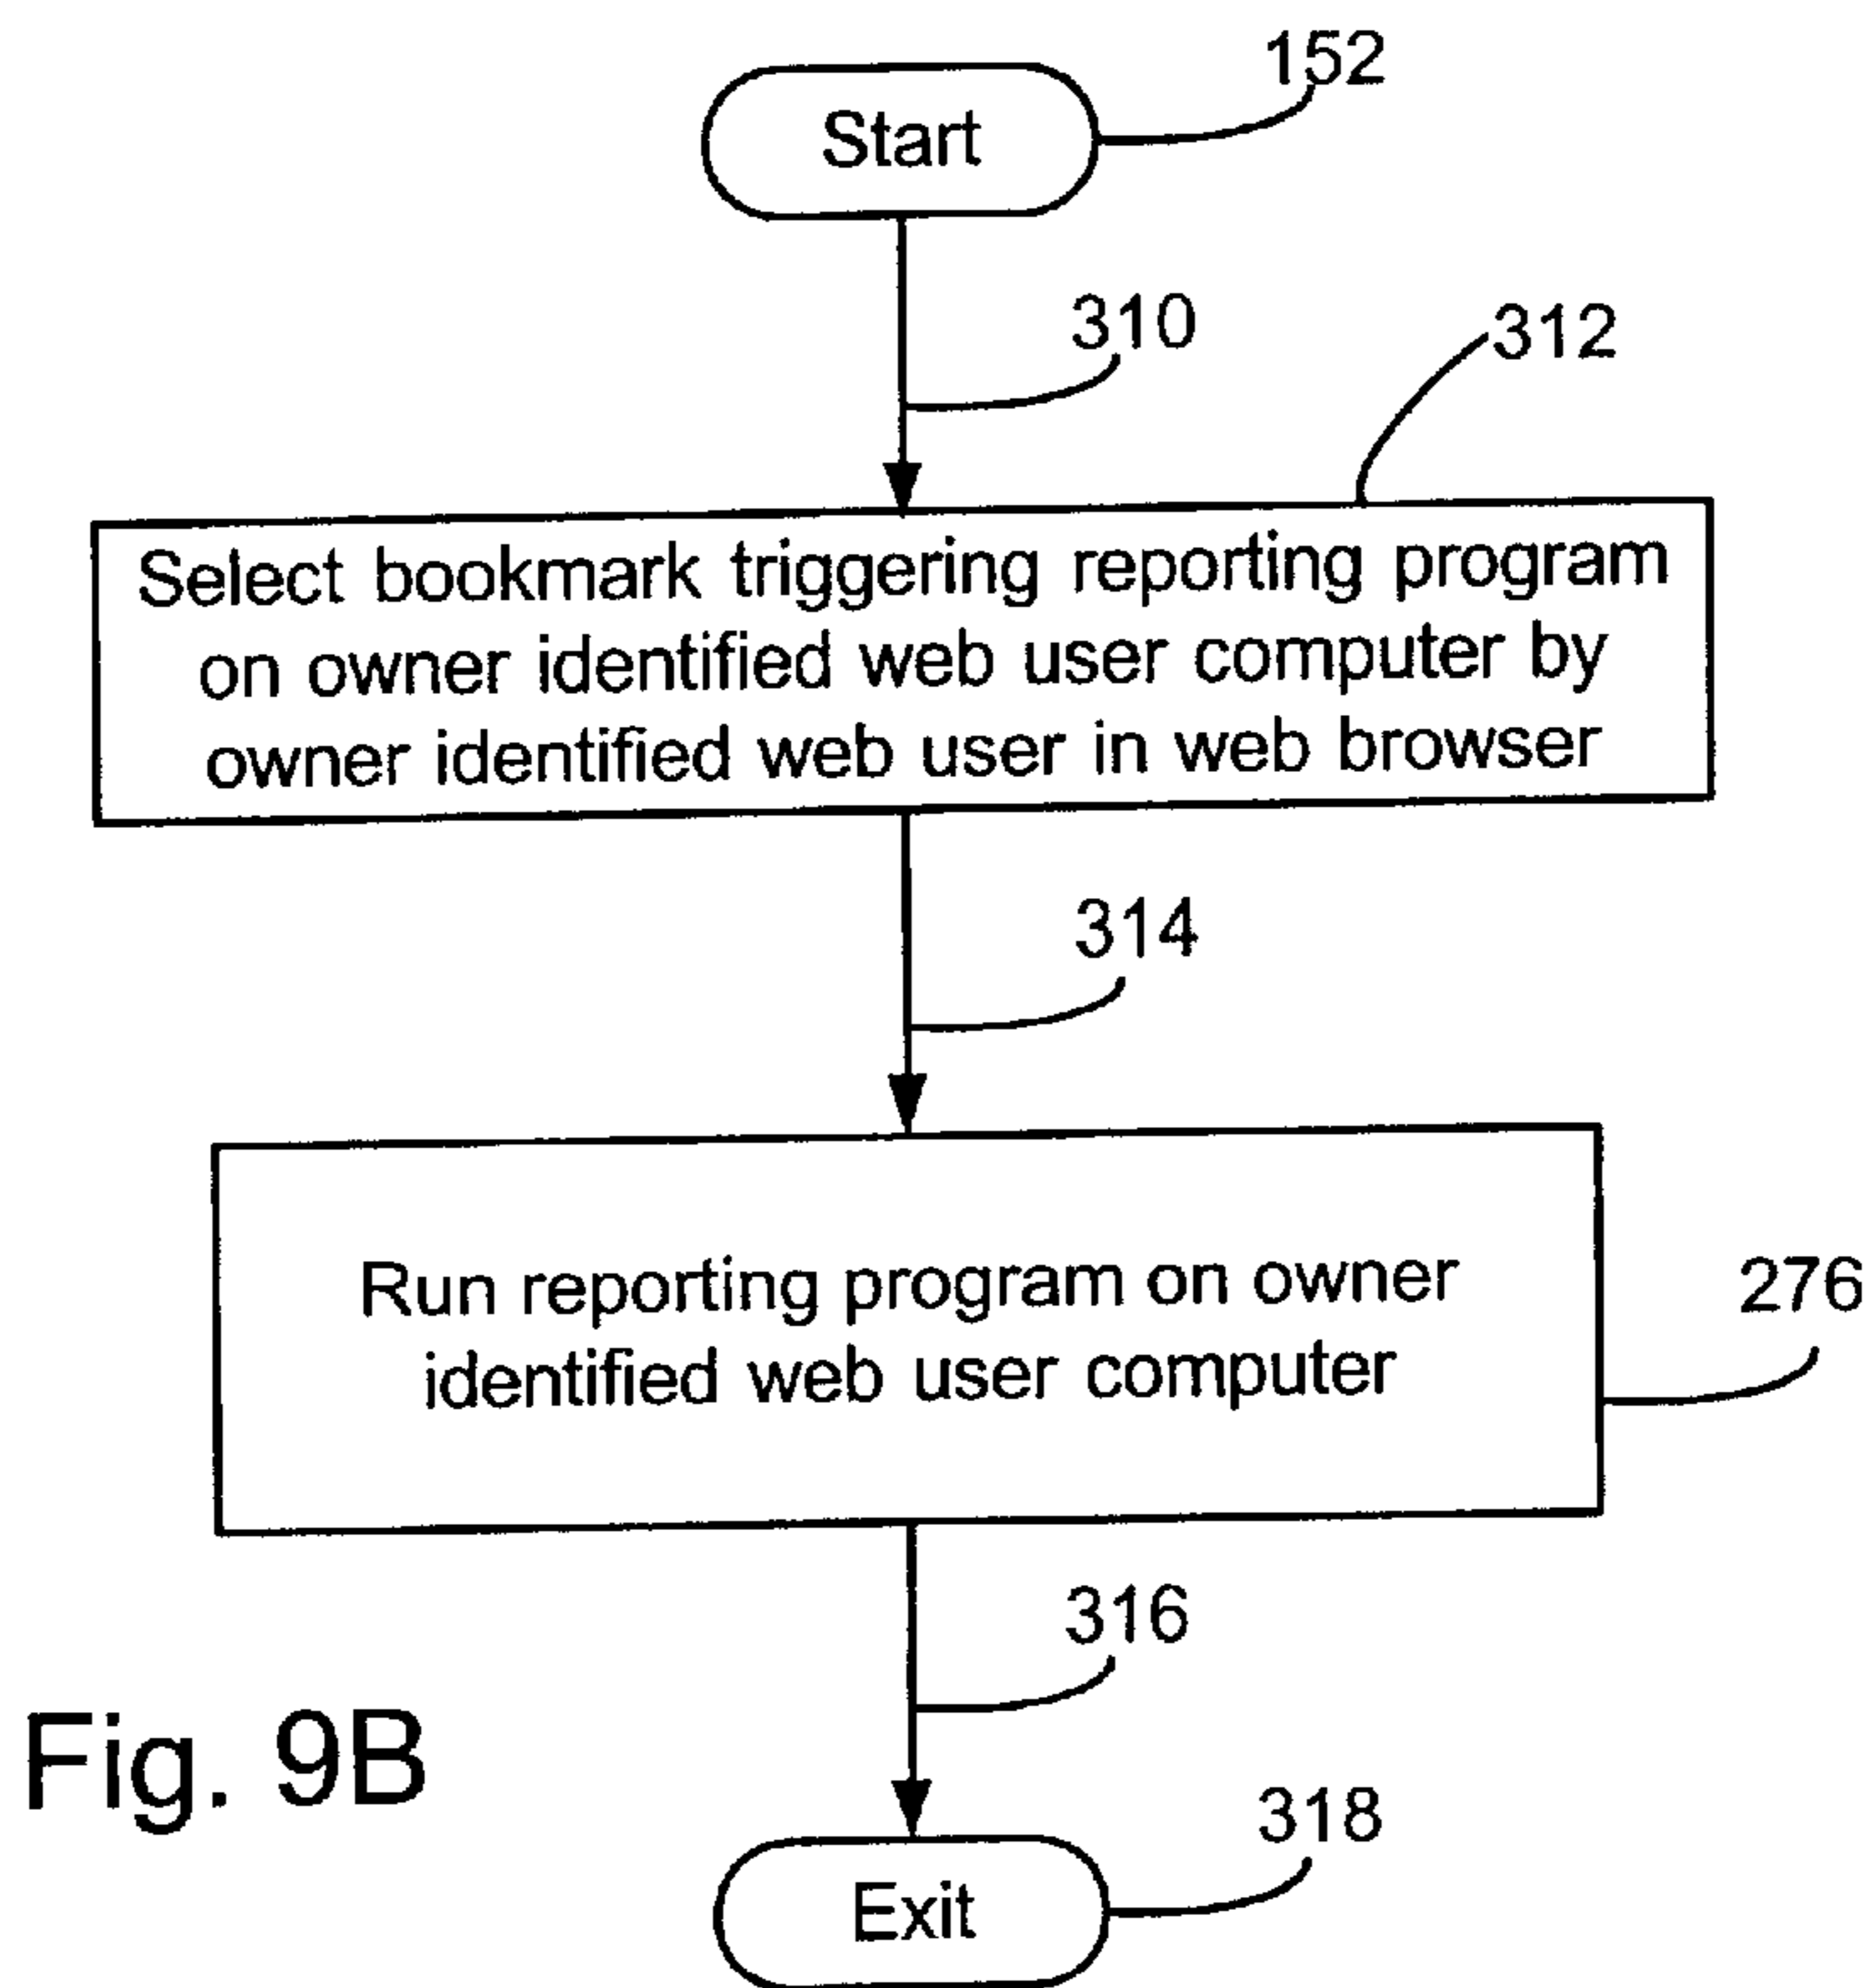 152
Start
310
312
Select bookmark triggering reporting program
on owner identified web user computer by
owner identified web user in web browser
314
Run reporting program on owner
identified web user computer
276
316
Fig. 9B
318
Exit